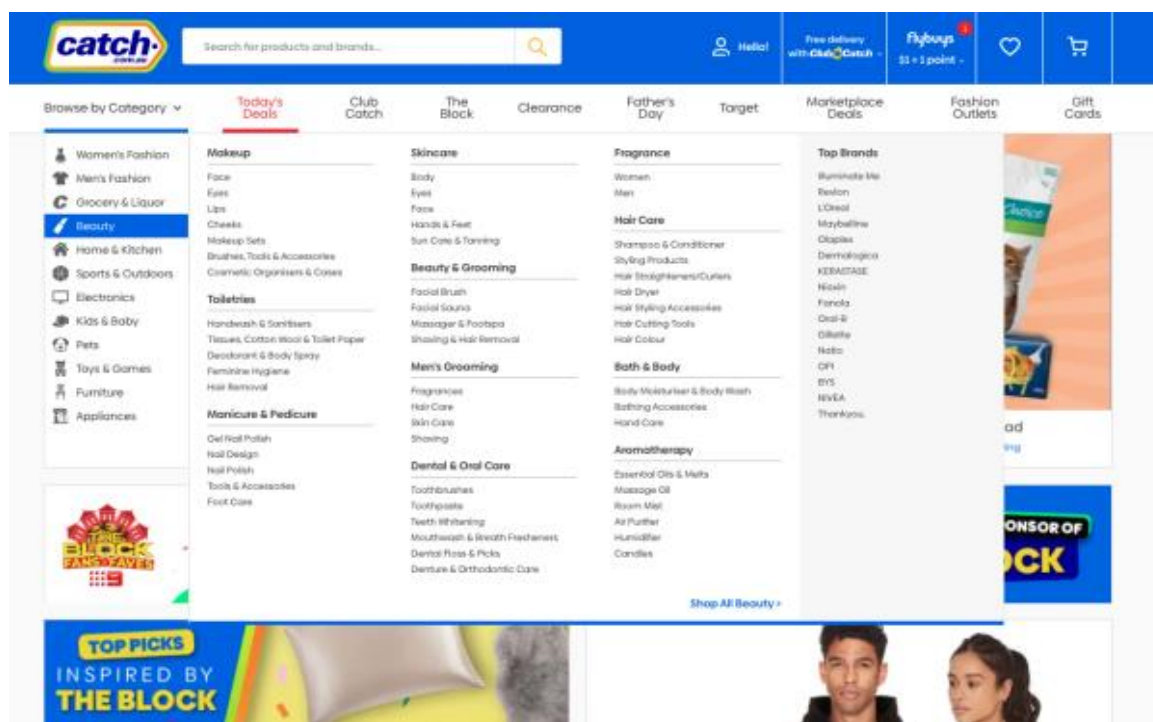 catch
.com.au
Search for products and brands...
Hello!
Free delivery
with Club Catch
flybuys
$1 = 1 point
Browse by Category
Today's Deals
Club Catch
The Block
Clearance
Father's Day
Target
Marketplace Deals
Fashion Outlets
Gift Cards
Women's Fashion
Men's Fashion
Grocery & Liquor
Beauty
Home & Kitchen
Sports & Outdoors
Electronics
Kids & Baby
Pets
Toys & Games
Furniture
Appliances
Makeup
Face
Eyes
Lips
Cheeks
Makeup Sets
Brushes, Tools & Accessories
Cosmetic Organisers & Cases
Toiletries
Handwash & Sanitisers
Tissues, Cotton Wool & Toilet Paper
Deodorant & Body Spray
Feminine Hygiene
Hair Removal
Manicure & Pedicure
Gel Nail Polish
Nail Design
Nail Polish
Tools & Accessories
Foot Care
Skincare
Body
Eyes
Face
Hands & Feet
Sun Care & Tanning
Beauty & Grooming
Facial Brush
Facial Sauna
Massager & Footspa
Shaving & Hair Removal
Men's Grooming
Fragrances
Hair Care
Skin Care
Shaving
Dental & Oral Care
Toothbrushes
Toothpaste
Teeth Whitening
Mouthwash & Breath Fresheners
Dental Floss & Picks
Denture & Orthodontic Care
Fragrance
Women
Men
Hair Care
Shampoo & Conditioner
Styling Products
Hair Straighteners/Curlers
Hair Dryer
Hair Styling Accessories
Hair Cutting Tools
Hair Colour
Bath & Body
Body Moisturiser & Body Wash
Bathing Accessories
Hand Care
Aromatherapy
Essential Oils & Melts
Massage Oil
Room Mist
Air Purifier
Humidifier
Candles
Shop All Beauty >
Top Brands
Illuminate Me
Revlon
L'Oreal
Maybelline
Olaplex
Dermalogica
KERASTASE
Nioxin
Fanola
Oral-B
Gillette
Natio
OPI
BYS
NIVEA
Thankyou.
Choice
ad
ing
THE
BLOCK
FANS VS FAVES
9
ONSOR OF
OCK
TOP PICKS
INSPIRED BY
THE BLOCK